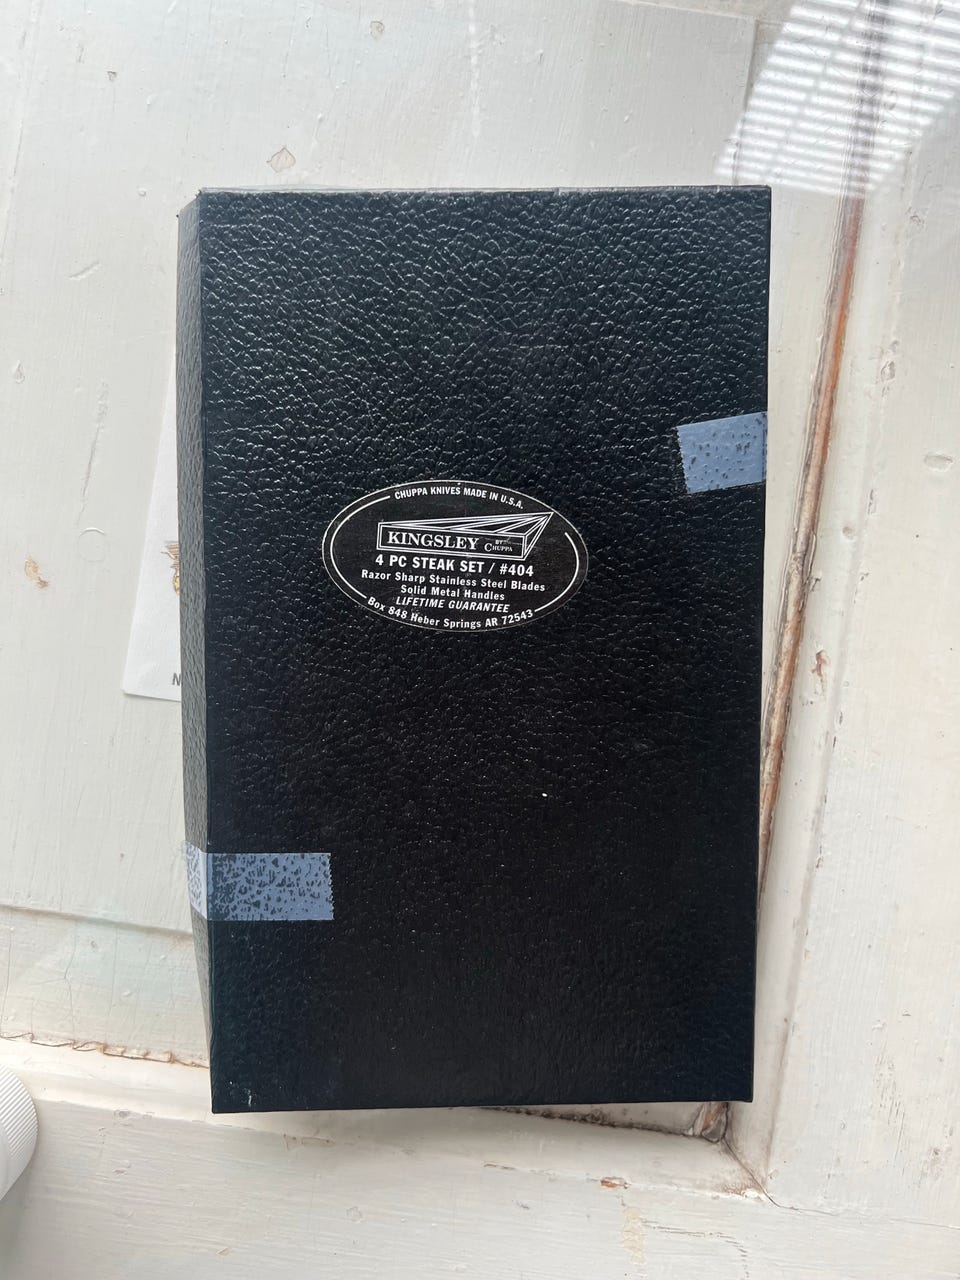 CHUPPA KNIVES MADE IN U.S.A.
KINGSLEY BY CHUPPA
4 PC STEAK SET / #404
Razor Sharp Stainless Steel Blades
Solid Metal Handles
LIFETIME GUARANTEE
Box 848 Heber Springs AR 72543
N